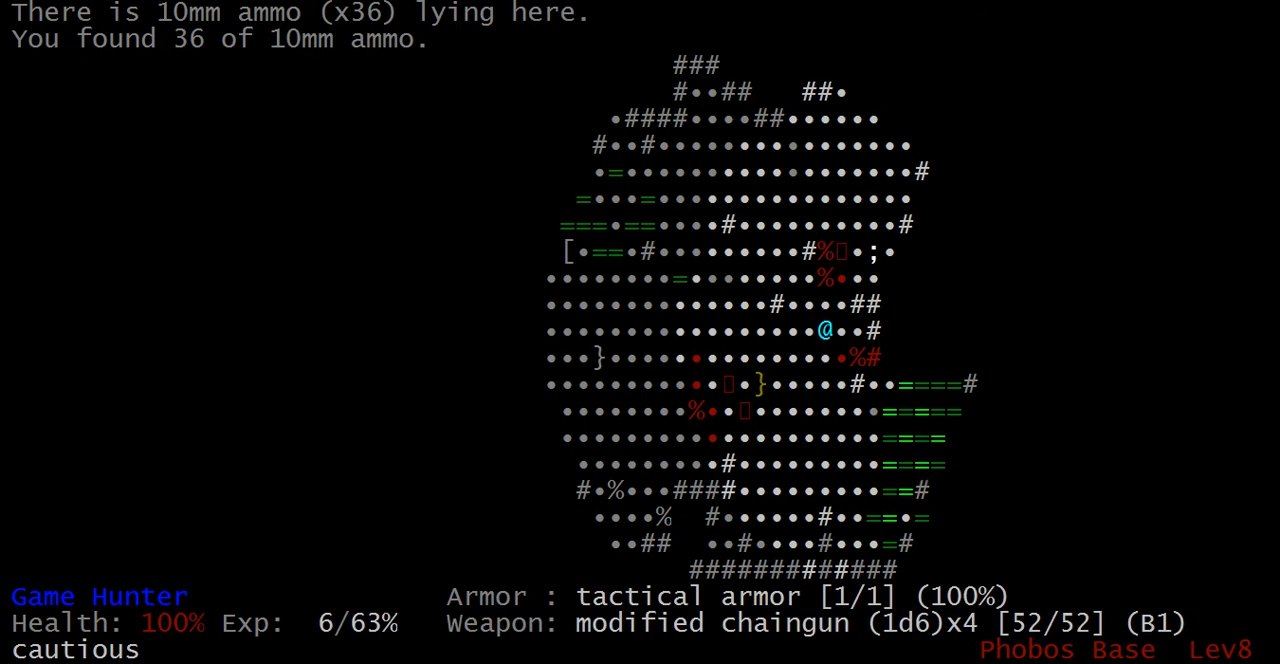 There is 10mm ammo (x36) lying here.
You found 36 of 10mm ammo.
Game Hunter
Armor : tactical armor [1/1] (100%)
Health: 100% Exp: 6/63%
Weapon: modified chaingun (1d6)x4 [52/52] (B1)
cautious
Phobos Base Lev8